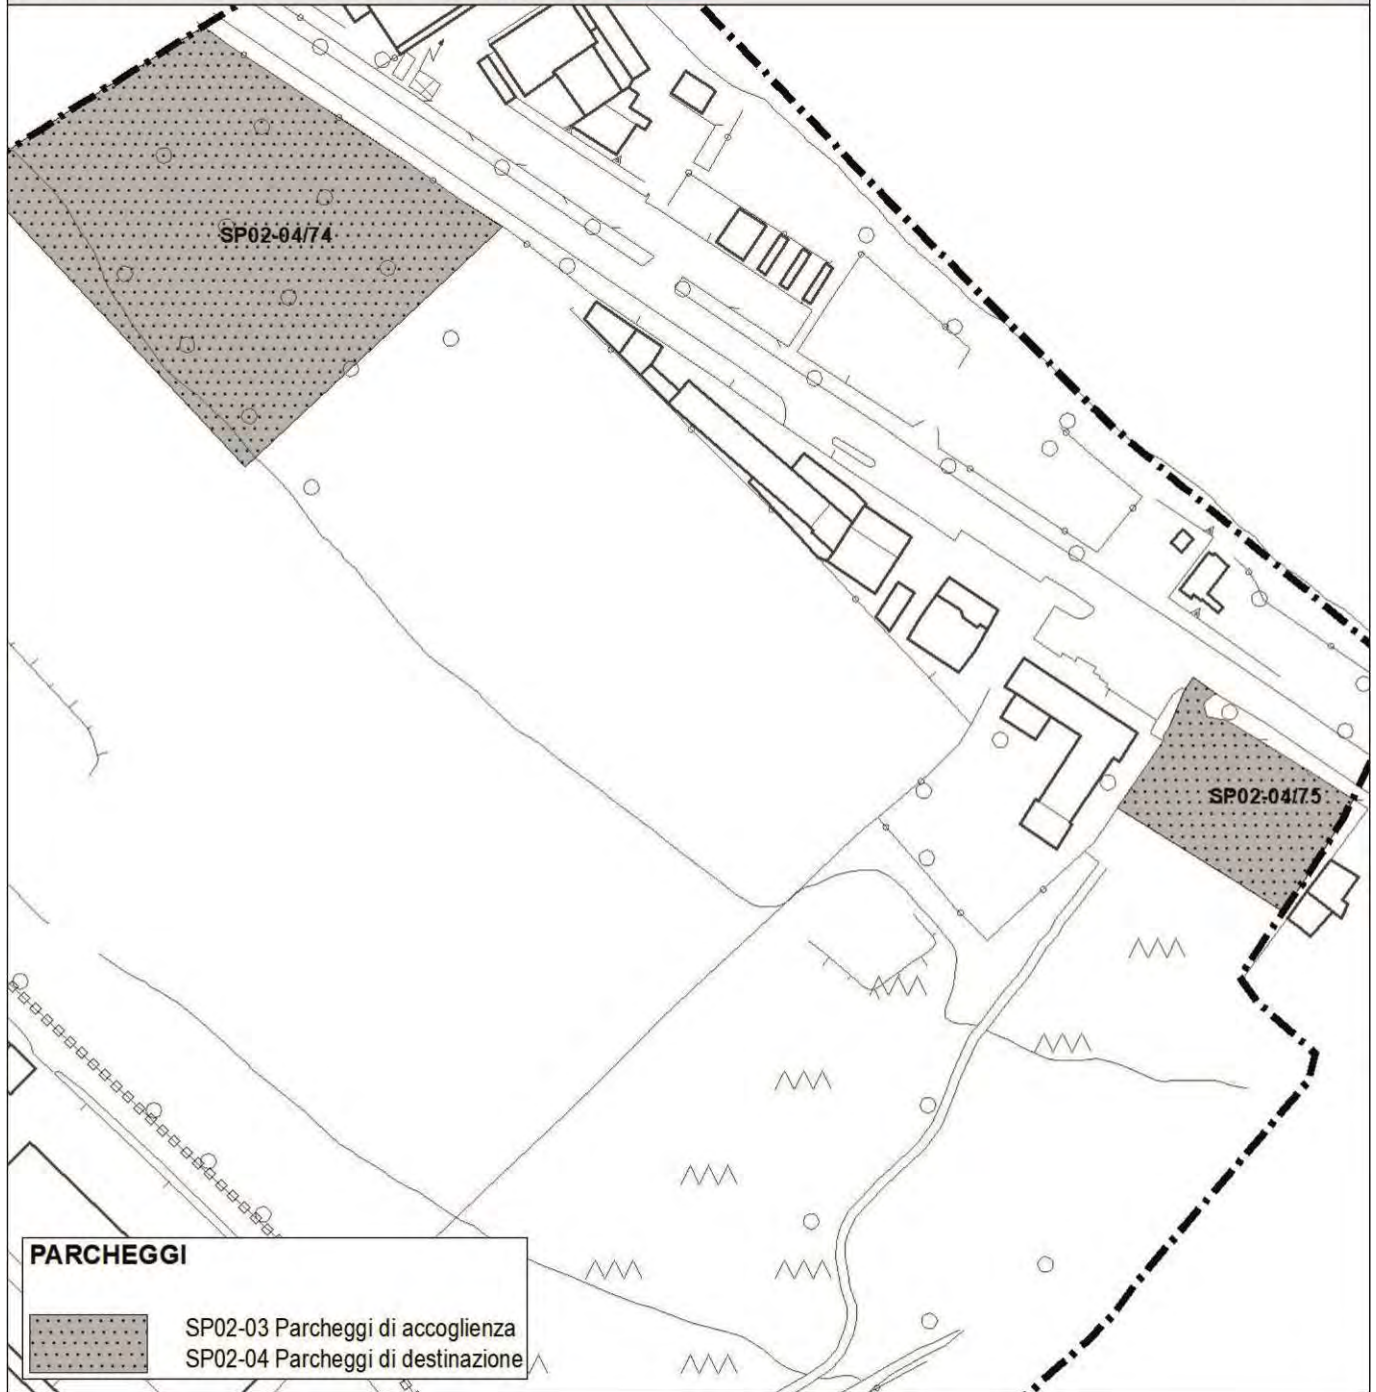 SP02-04/74
SP02-04/75
PARCHEGGI
SP02-03 Parcheggi di accoglienza
SP02-04 Parcheggi di destinazione